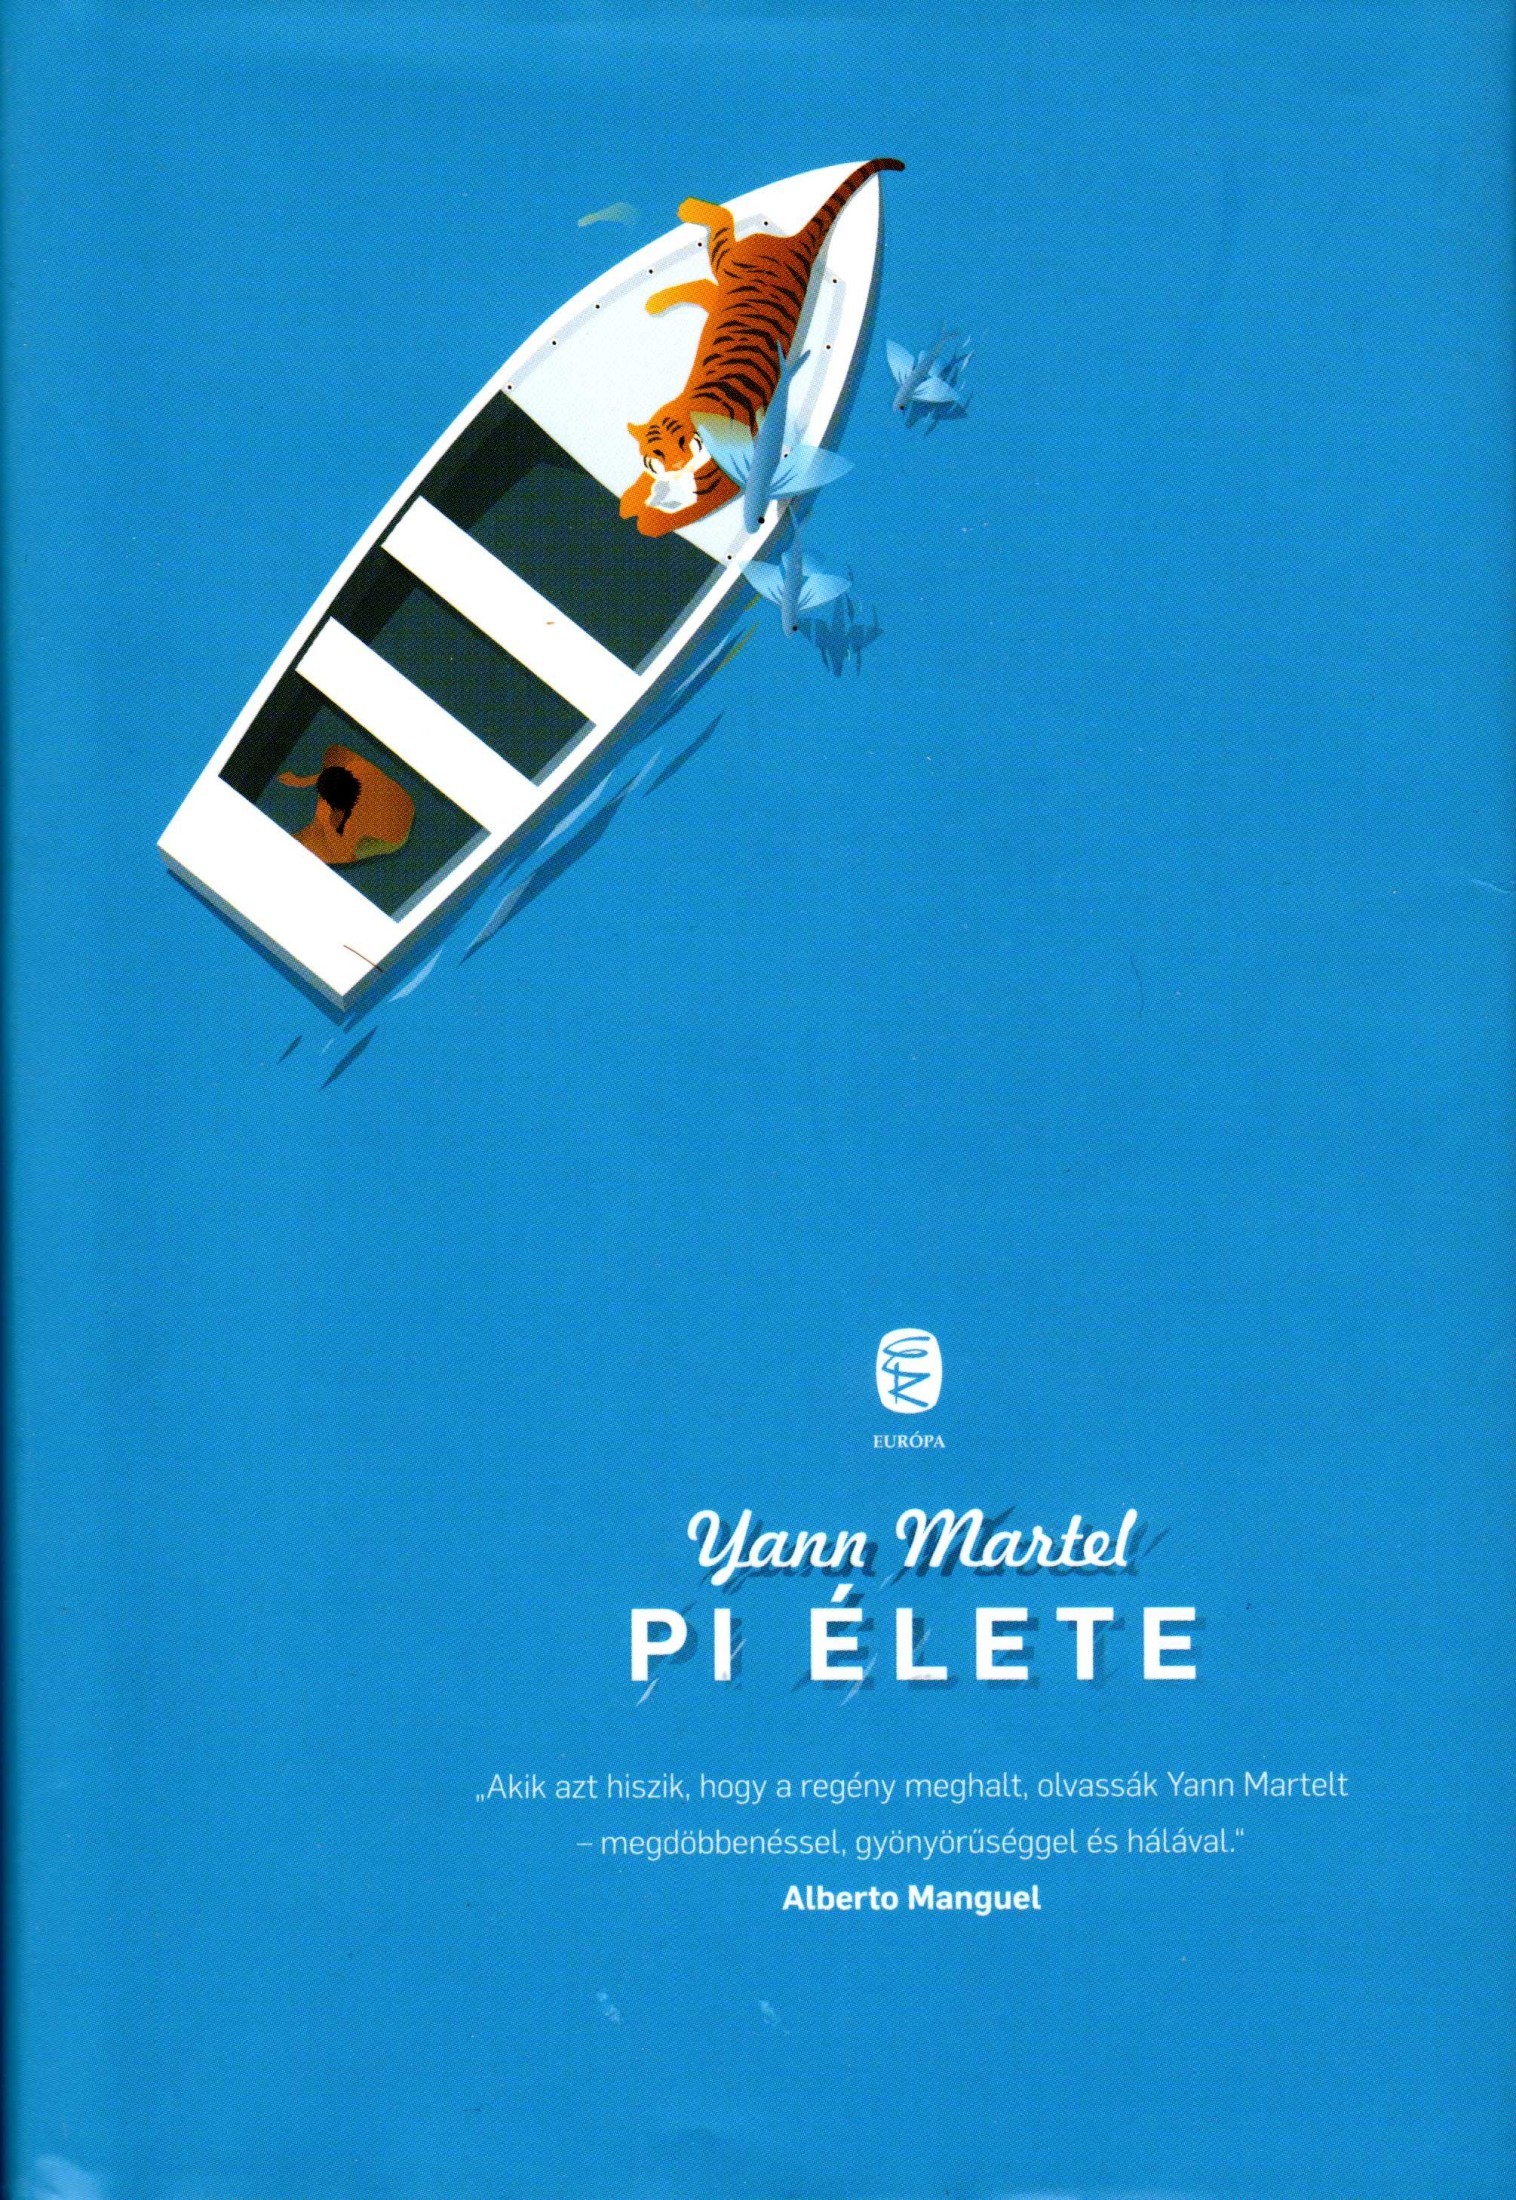 EURÓPA
Yann Martel
PI ÉLETE
„Akik azt hiszik, hogy a regény meghalt, olvassák Yann Martelt
– megdöbbenéssel, gyönyörűséggel és hálával.“
Alberto Manguel